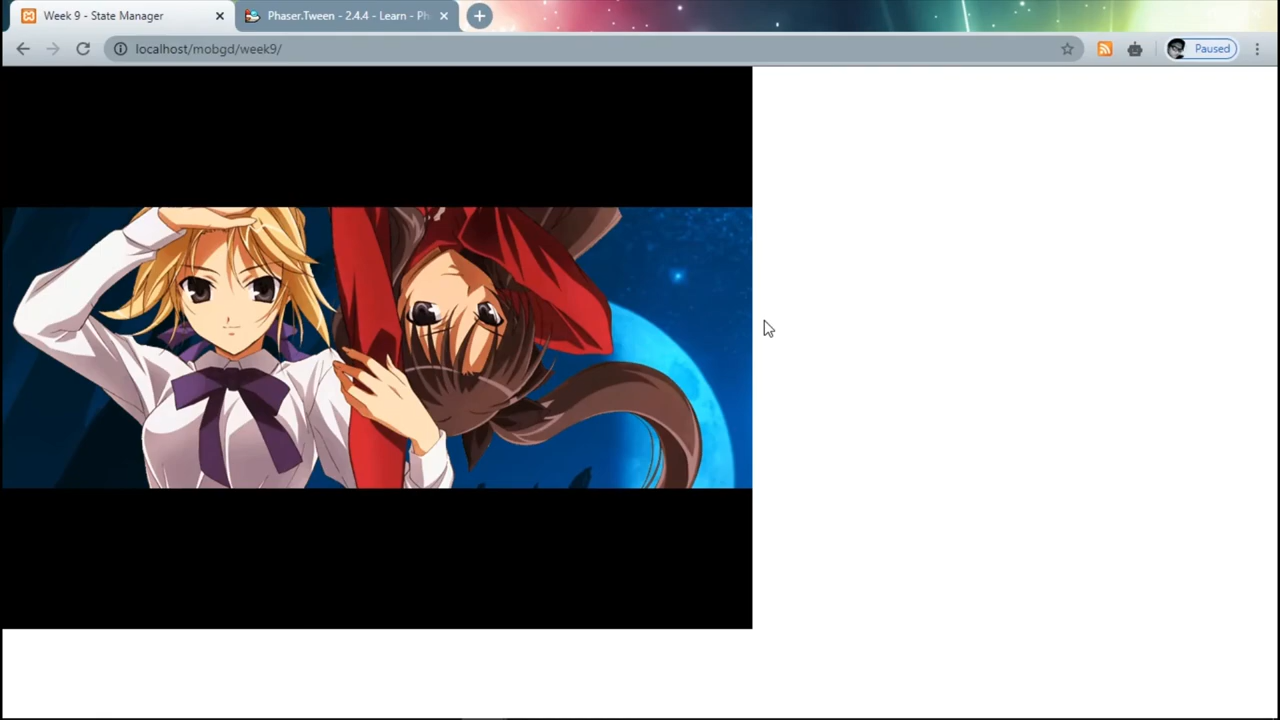 Week 9 - State Manager
Phaser.Tween - 2.4.4 - Learn - Ph
localhost/mobgd/week9/
Paused